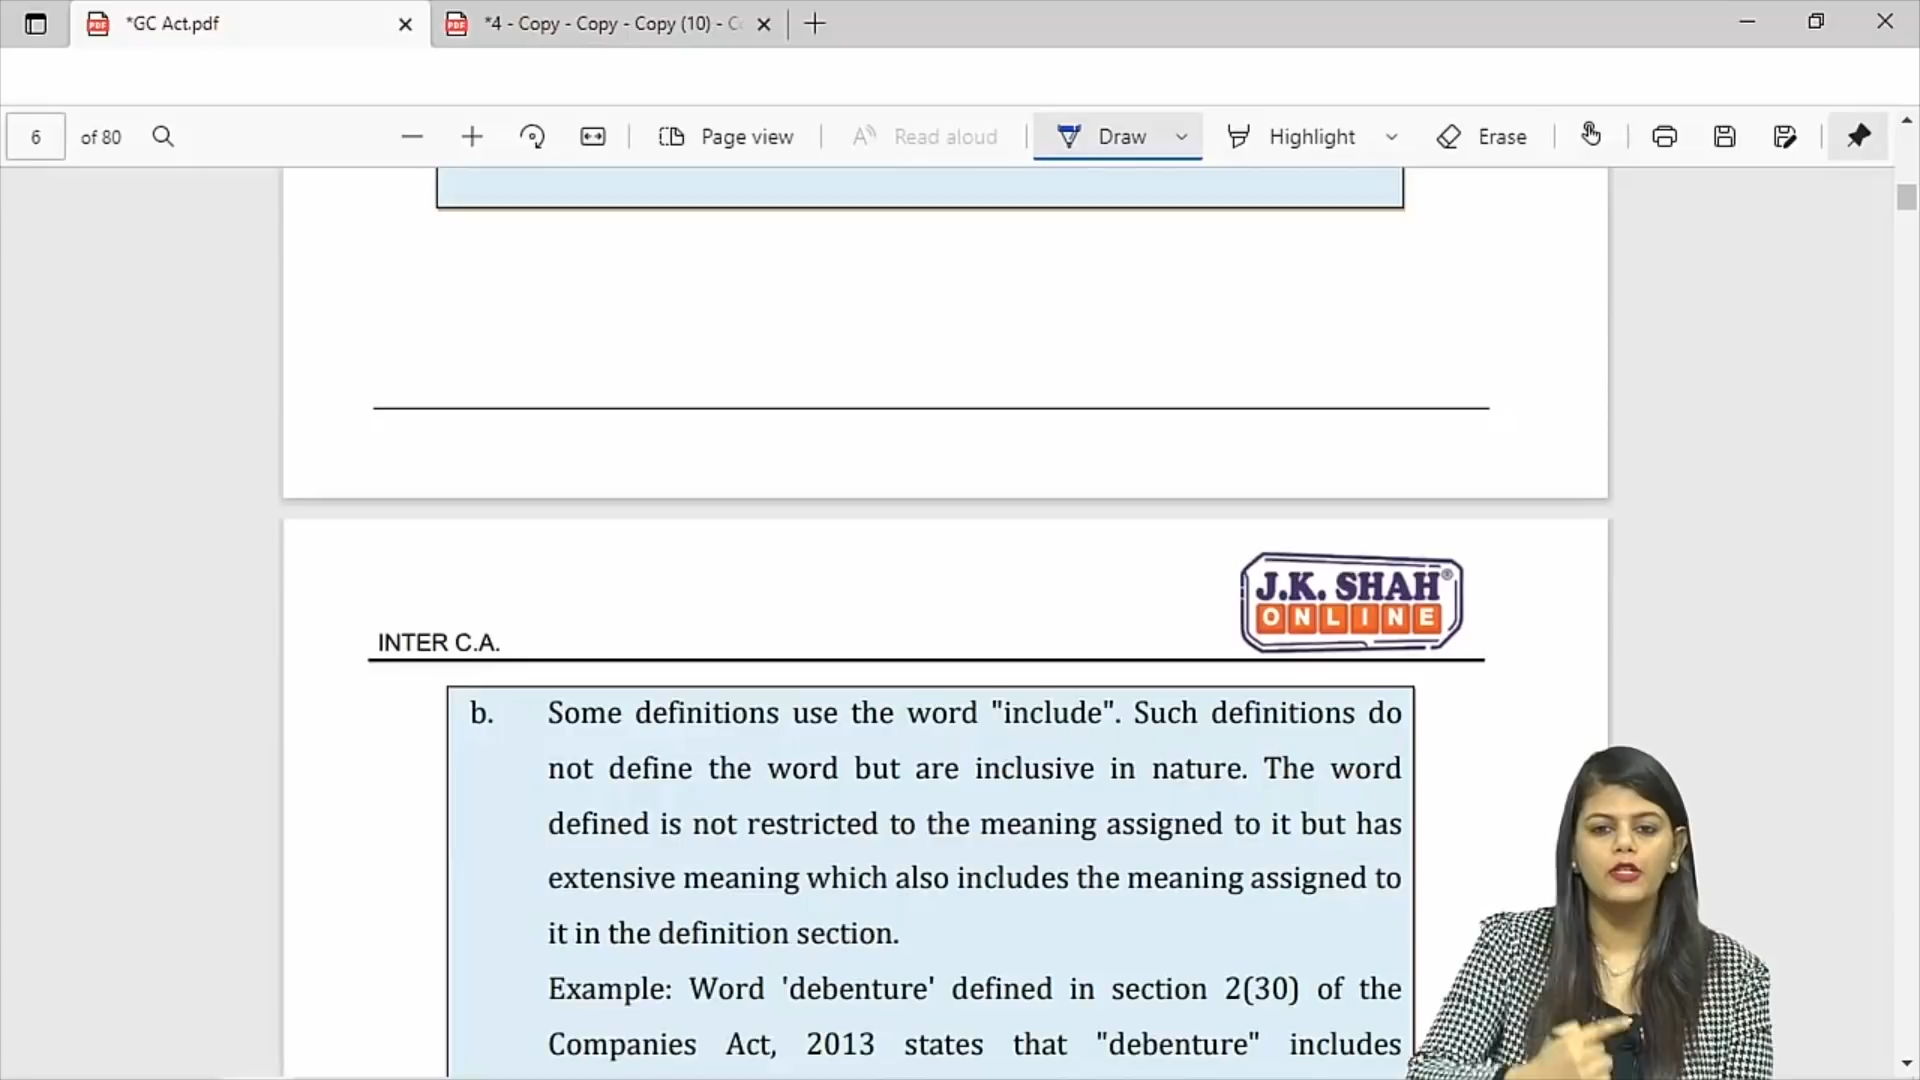 *GC Act.pdf
*4 - Copy - Copy - Copy (10) - C
6 of 80 Page view Read aloud Draw Highlight Erase
J.K. SHAH®
ONLINE
INTER C.A.
b. Some definitions use the word "include". Such definitions do
not define the word but are inclusive in nature. The word
defined is not restricted to the meaning assigned to it but has
extensive meaning which also includes the meaning assigned to
it in the definition section.
Example: Word 'debenture' defined in section 2(30) of the
Companies Act, 2013 states that "debenture" includes